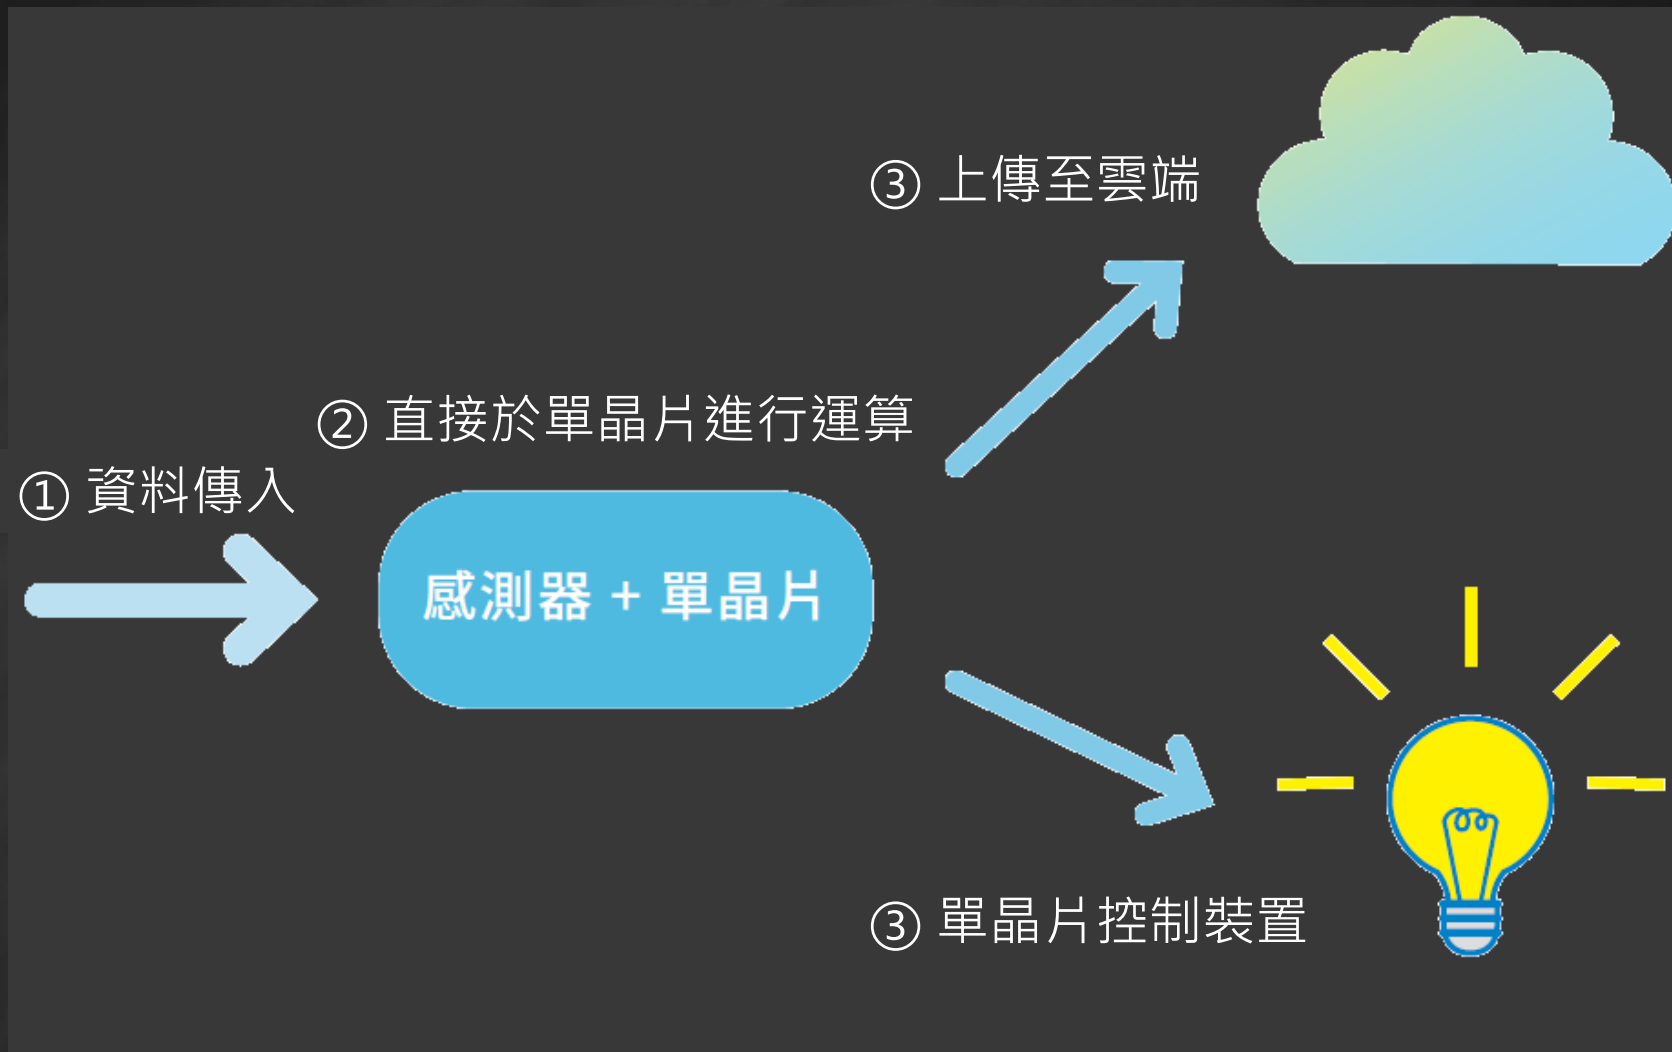 ① 資料傳入
② 直接於單晶片進行運算
感測器 + 單晶片
③ 上傳至雲端
③ 單晶片控制裝置